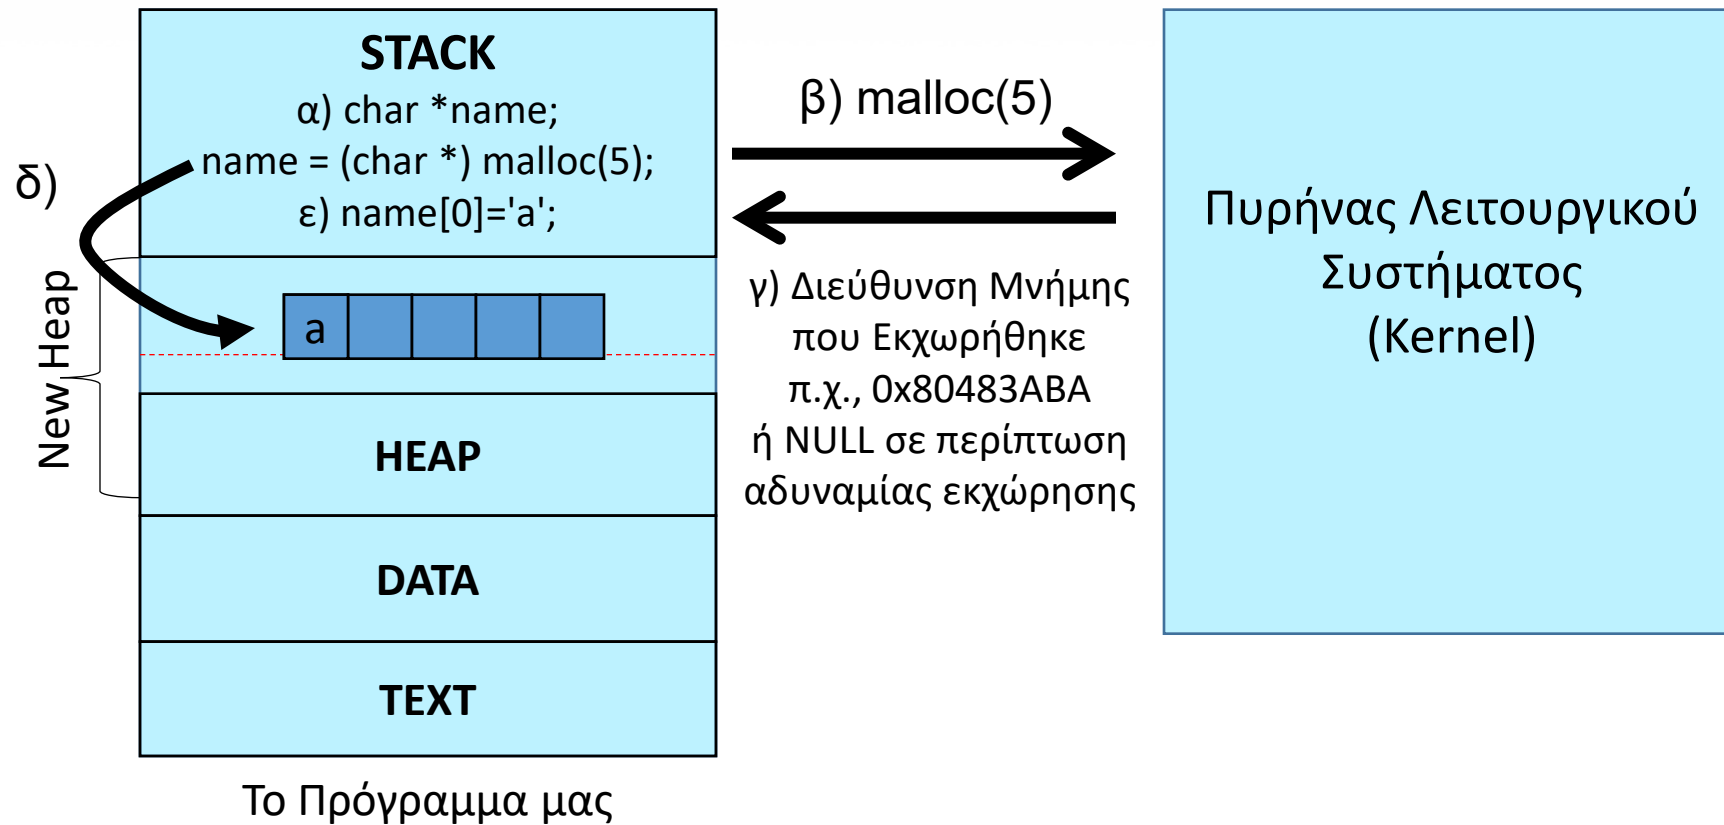 STACK
α) char *name;
name = (char *) malloc(5);
ε) name[0]='a';
δ)
New Heap
a
HEAP
DATA
TEXT
Το Πρόγραμμα μας
β) malloc(5)
γ) Διεύθυνση Μνήμης
που Εκχωρήθηκε
π.χ., 0x80483ABA
ή NULL σε περίπτωση
αδυναμίας εκχώρησης
Πυρήνας Λειτουργικού
Συστήματος
(Kernel)